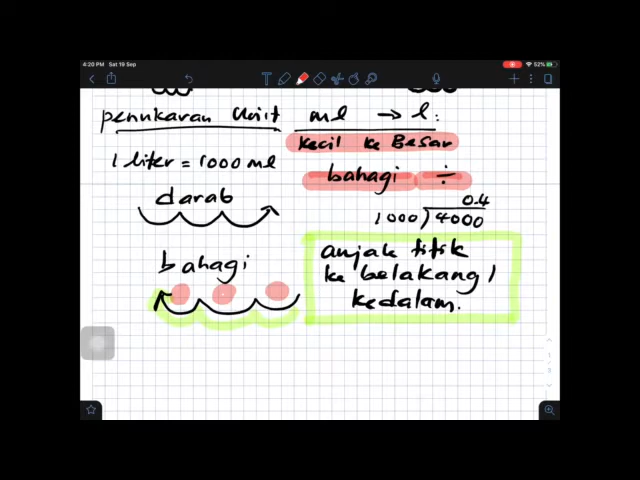 4:20 PM Sat 19 Sep 52%
penukaran Unit ml → l:
kecil ke Besar
1 liter = 1000 ml
bahagi ÷
darab
0.4
1000 ) 4000
bahagi
anjak titik
ke belakang /
kedalam.